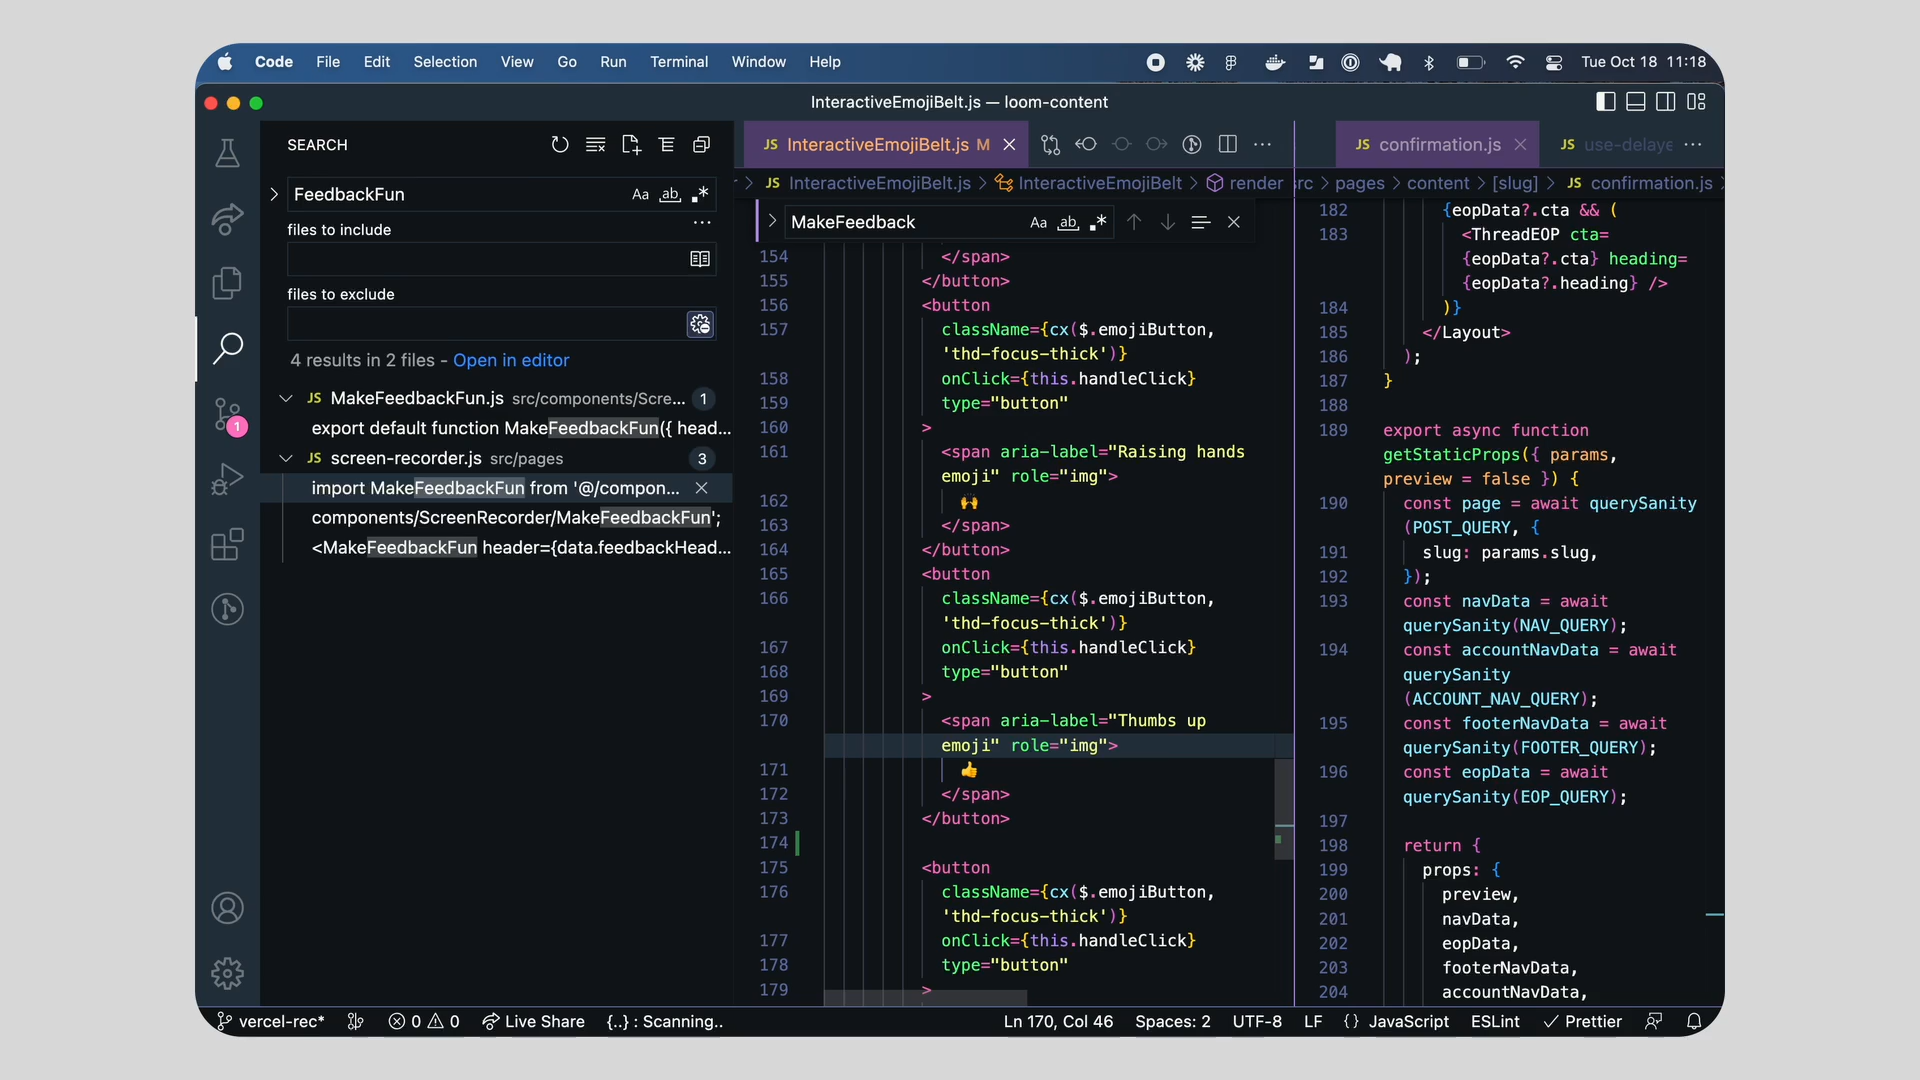 Code File Edit Selection View Go Run Terminal Window Help Tue Oct 18 11:18
InteractiveEmojiBelt.js — loom-content
SEARCH
FeedbackFun
Aa ab .*
files to include
files to exclude
4 results in 2 files - Open in editor
JS MakeFeedbackFun.js src/components/Scre... 1
export default function MakeFeedbackFun({ head...
JS screen-recorder.js src/pages 3
import MakeFeedbackFun from '@/compon...
components/ScreenRecorder/MakeFeedbackFun';
<MakeFeedbackFun header={data.feedbackHead...
1
JS InteractiveEmojiBelt.js M
JS InteractiveEmojiBelt.js > InteractiveEmojiBelt > render
MakeFeedback
Aa ab .*
154 </span>
155 </button>
156 <button
157 className={cx($.emojiButton,
'thd-focus-thick')}
158 onClick={this.handleClick}
159 type="button"
160 >
161 <span aria-label="Raising hands
emoji" role="img">
162 🙌
163 </span>
164 </button>
165 <button
166 className={cx($.emojiButton,
'thd-focus-thick')}
167 onClick={this.handleClick}
168 type="button"
169 >
170 <span aria-label="Thumbs up
emoji" role="img">
171 👍
172 </span>
173 </button>
174
175 <button
176 className={cx($.emojiButton,
'thd-focus-thick')}
177 onClick={this.handleClick}
178 type="button"
179 >
JS confirmation.js JS use-delaye
rc > pages > content > [slug] > JS confirmation.js
182 {eopData?.cta && (
183 <ThreadEOP cta=
{eopData?.cta} heading=
{eopData?.heading} />
184 )}
185 </Layout>
186 );
187 }
188
189 export async function
getStaticProps({ params,
preview = false }) {
190 const page = await querySanity
(POST_QUERY, {
191 slug: params.slug,
192 });
193 const navData = await
querySanity(NAV_QUERY);
194 const accountNavData = await
querySanity
(ACCOUNT_NAV_QUERY);
195 const footerNavData = await
querySanity(FOOTER_QUERY);
196 const eopData = await
querySanity(EOP_QUERY);
197
198 return {
199 props: {
200 preview,
201 navData,
202 eopData,
203 footerNavData,
204 accountNavData,
vercel-rec* 0 0 Live Share {..} : Scanning.. Ln 170, Col 46 Spaces: 2 UTF-8 LF {} JavaScript ESLint ✓ Prettier